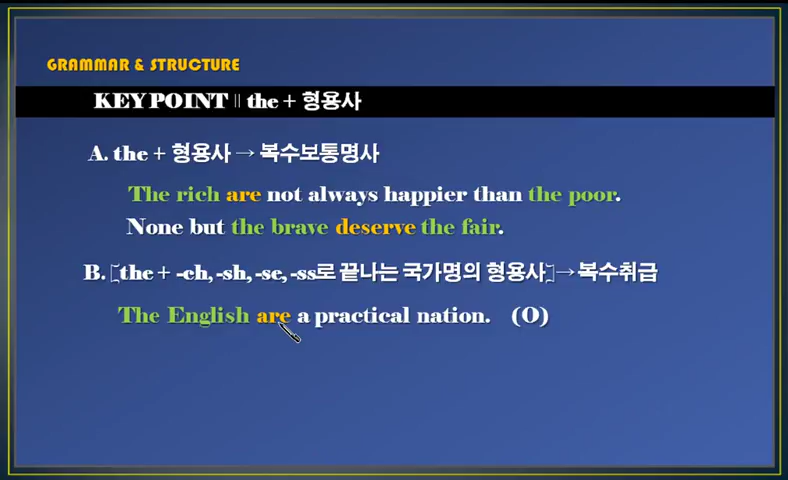 GRAMMAR & STRUCTURE
KEY POINT || the + 형용사
A. the + 형용사 → 복수보통명사
The rich are not always happier than the poor.
None but the brave deserve the fair.
B. [the + -ch, -sh, -se, -ss로 끝나는 국가명의 형용사]→복수취급
The English are a practical nation. (O)